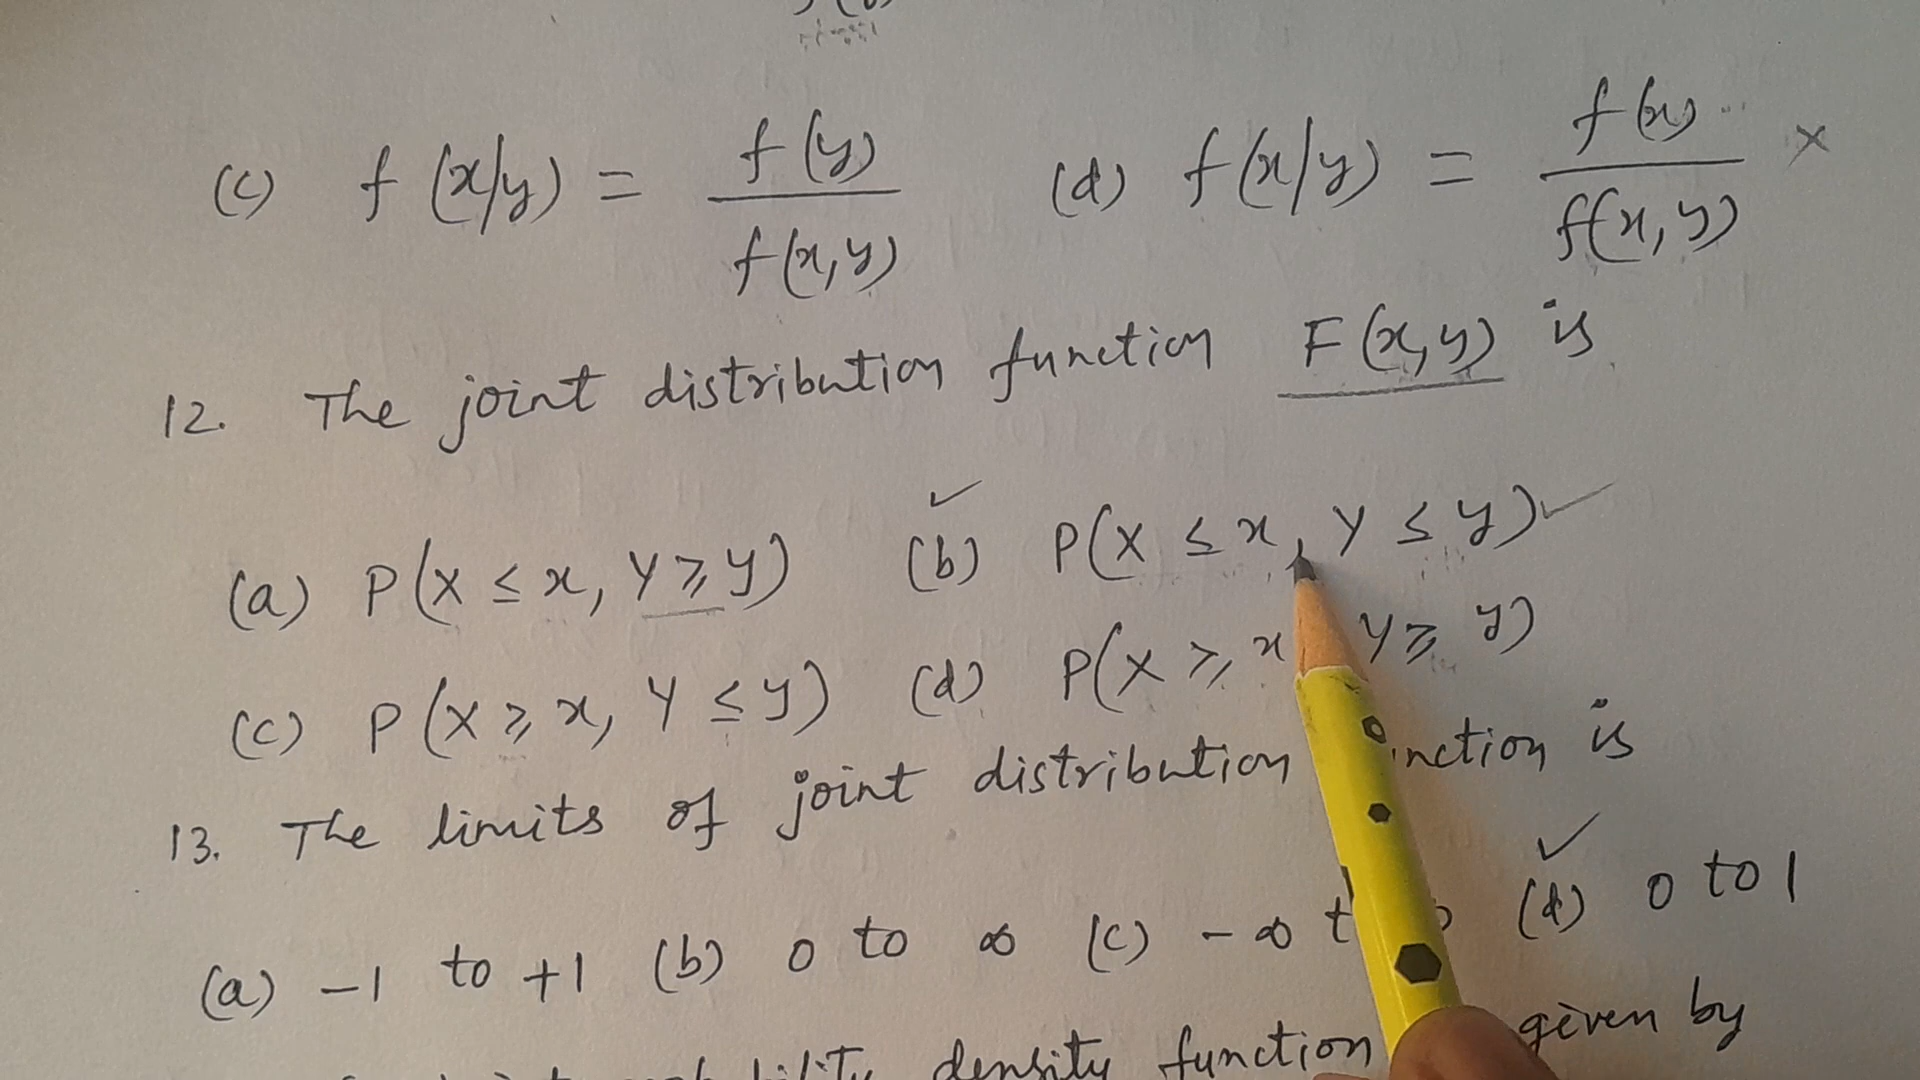 (c) f(x/y) = f(y) / f(x,y) (d) f(x/y) = f(x) / f(x,y) ×
12. The joint distribution function F(x,y) is
(a) P(X ≤ x, Y ≥ y) ✓(b) P(X ≤ x, Y ≤ y) ✓
(c) P(X ≥ x, Y ≤ y) (d) P(X ≥ x Y ≥ y)
13. The limits of joint distribution is
✓
(a) -1 to +1 (b) 0 to ∞ (c) -∞ (d) 0 to 1
density function given by